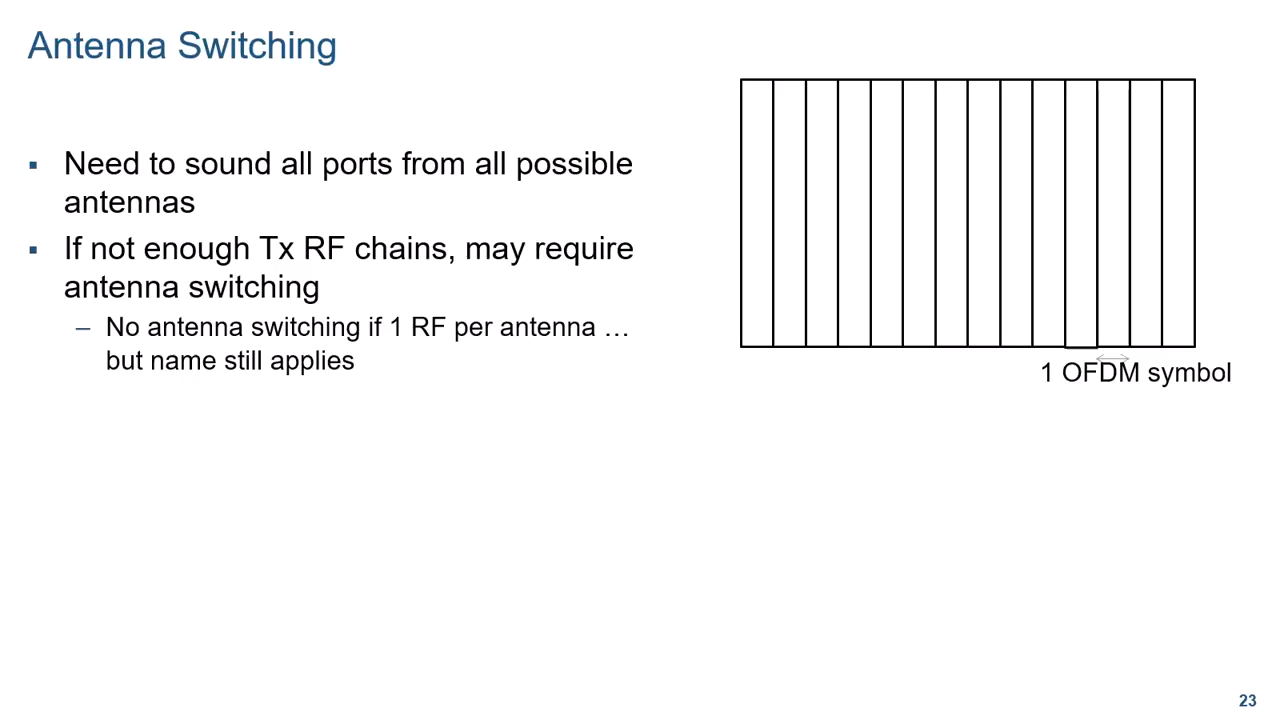 Antenna Switching
▪ Need to sound all ports from all possible
antennas
▪ If not enough Tx RF chains, may require
antenna switching
– No antenna switching if 1 RF per antenna …
but name still applies
1 OFDM symbol
23